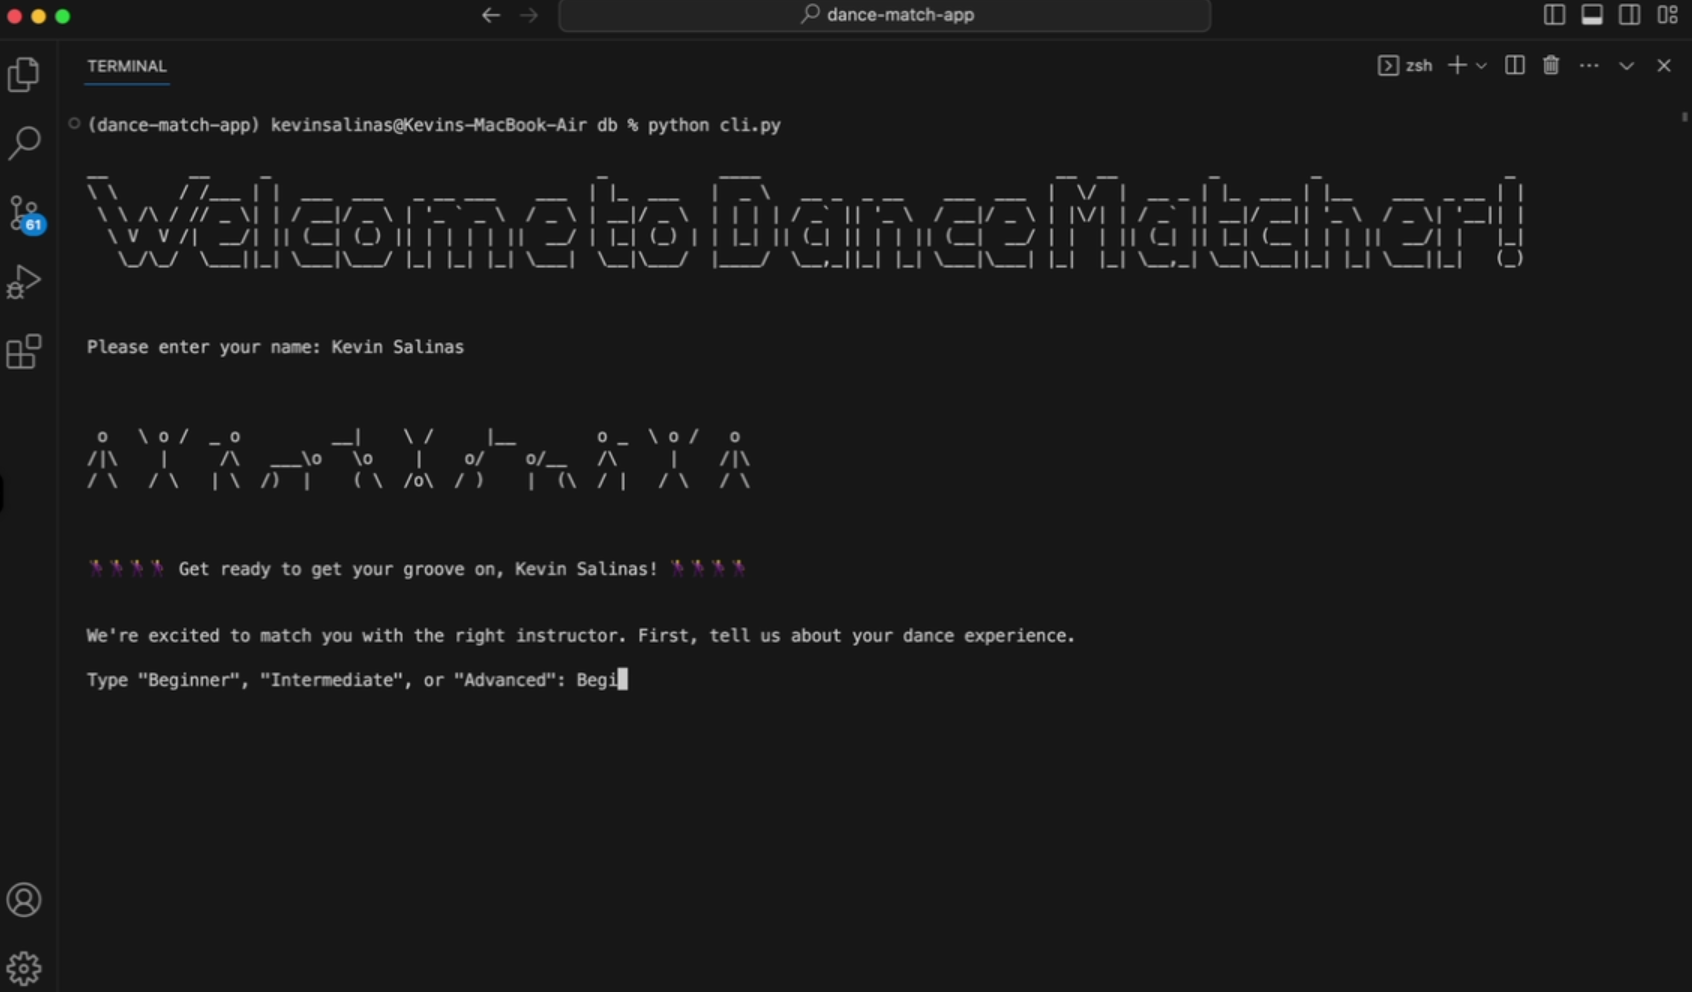 dance-match-app
TERMINAL
zsh
(dance-match-app) kevinsalinas@Kevins-MacBook-Air db % python cli.py
Welcome to Dance Matcher!
61
Please enter your name: Kevin Salinas
Get ready to get your groove on, Kevin Salinas!
We're excited to match you with the right instructor. First, tell us about your dance experience.
Type "Beginner", "Intermediate", or "Advanced": Begi